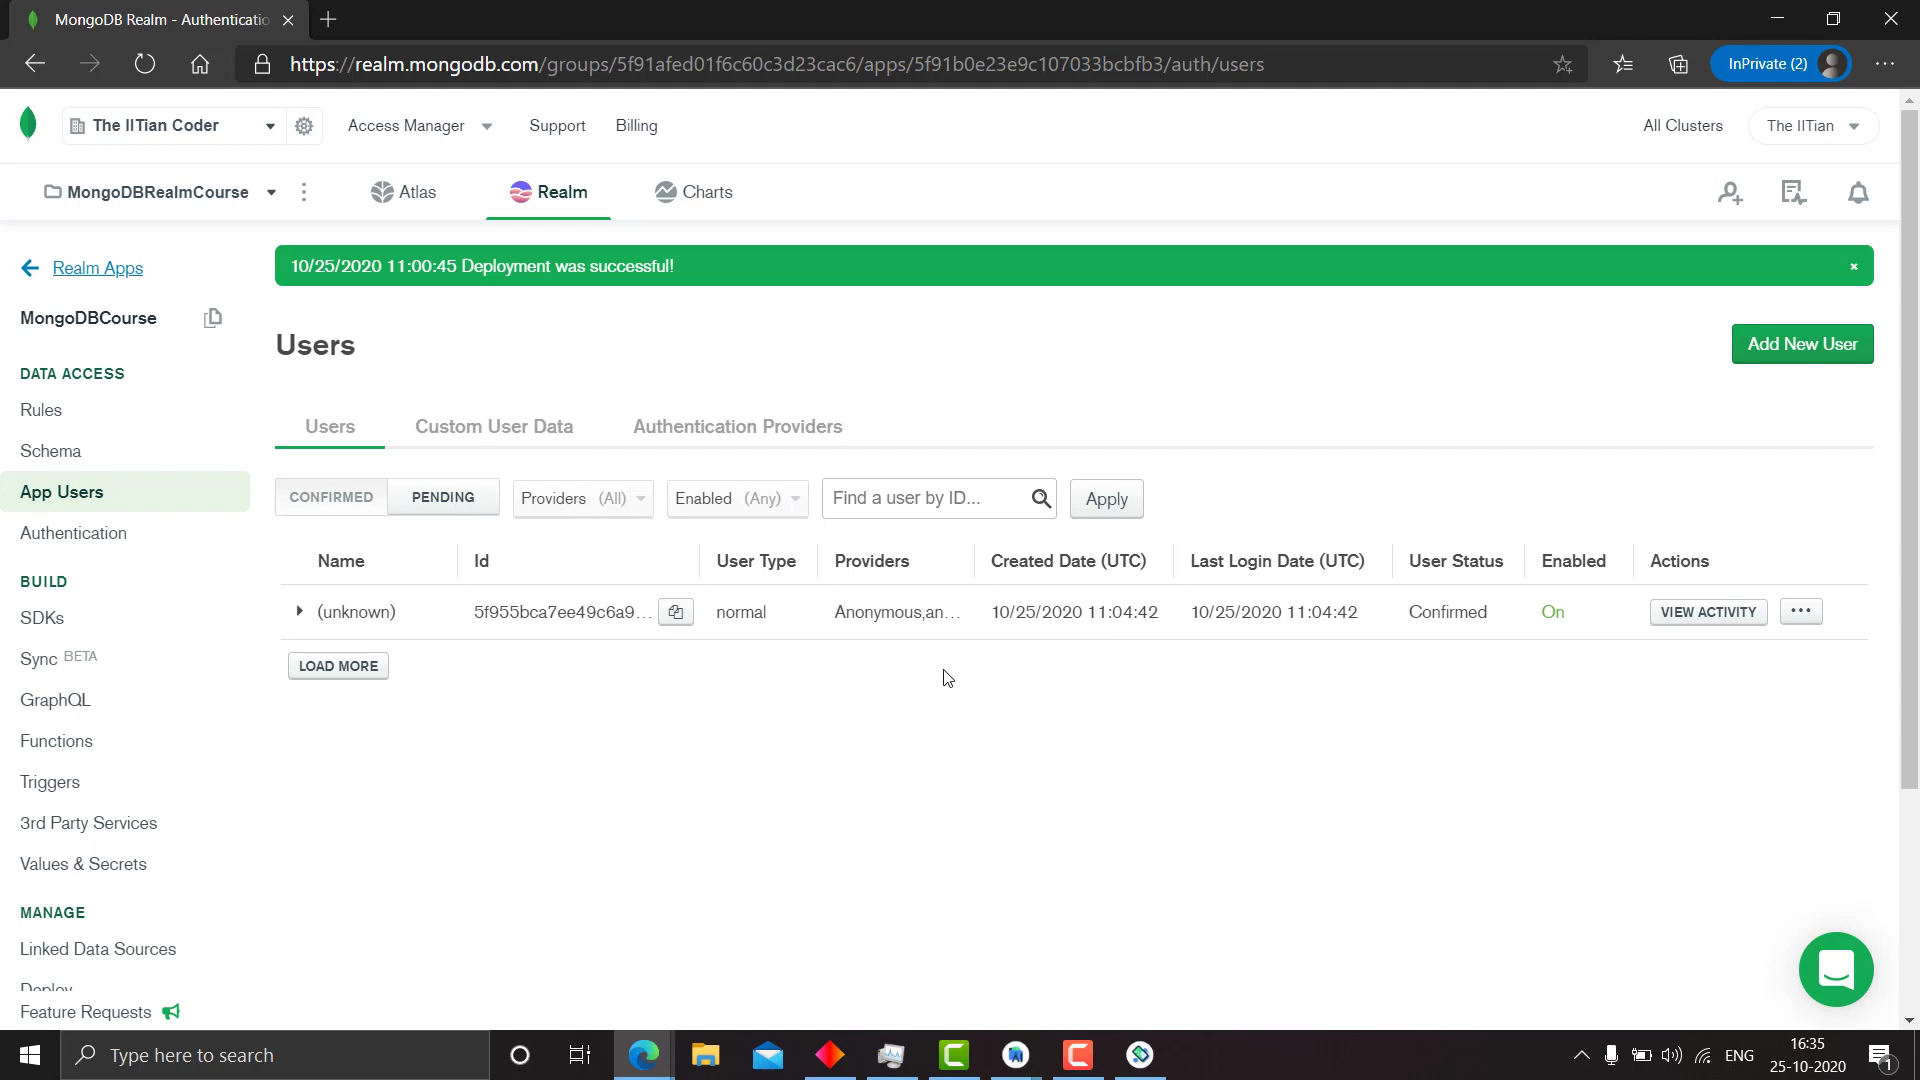 MongoDB Realm - Authenticatio
https://realm.mongodb.com/groups/5f91afed01f6c60c3d23cac6/apps/5f91b0e23e9c107033bcbfb3/auth/users
InPrivate (2)
The IITian Coder
Access Manager
Support
Billing
All Clusters
The IITian
MongoDBRealmCourse
Atlas
Realm
Charts
Realm Apps
10/25/2020 11:00:45 Deployment was successful!
MongoDBCourse
Users
Add New User
DATA ACCESS
Rules
Schema
App Users
Authentication
BUILD
SDKs
Sync BETA
GraphQL
Functions
Triggers
3rd Party Services
Values & Secrets
MANAGE
Linked Data Sources
Deploy
Feature Requests
Users Custom User Data Authentication Providers
CONFIRMED PENDING Providers (All) Enabled (Any) Find a user by ID... Apply
Name Id User Type Providers Created Date (UTC) Last Login Date (UTC) User Status Enabled Actions
(unknown) 5f955bca7ee49c6a9... normal Anonymous,an... 10/25/2020 11:04:42 10/25/2020 11:04:42 Confirmed On VIEW ACTIVITY
LOAD MORE
Type here to search
ENG
16:35
25-10-2020
1